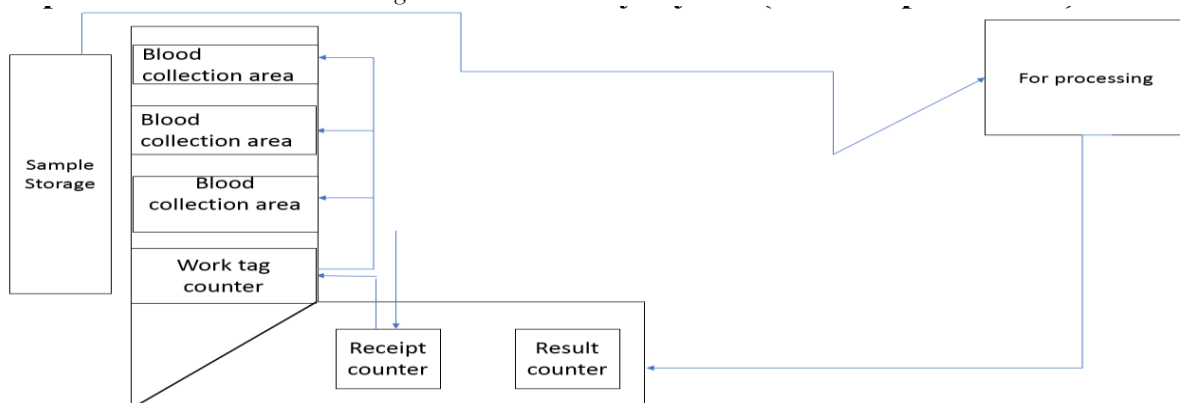 Blood
collection area
Blood
collection area
Blood
collection area
Work tag
counter
Sample
Storage
For processing
Receipt
counter
Result
counter